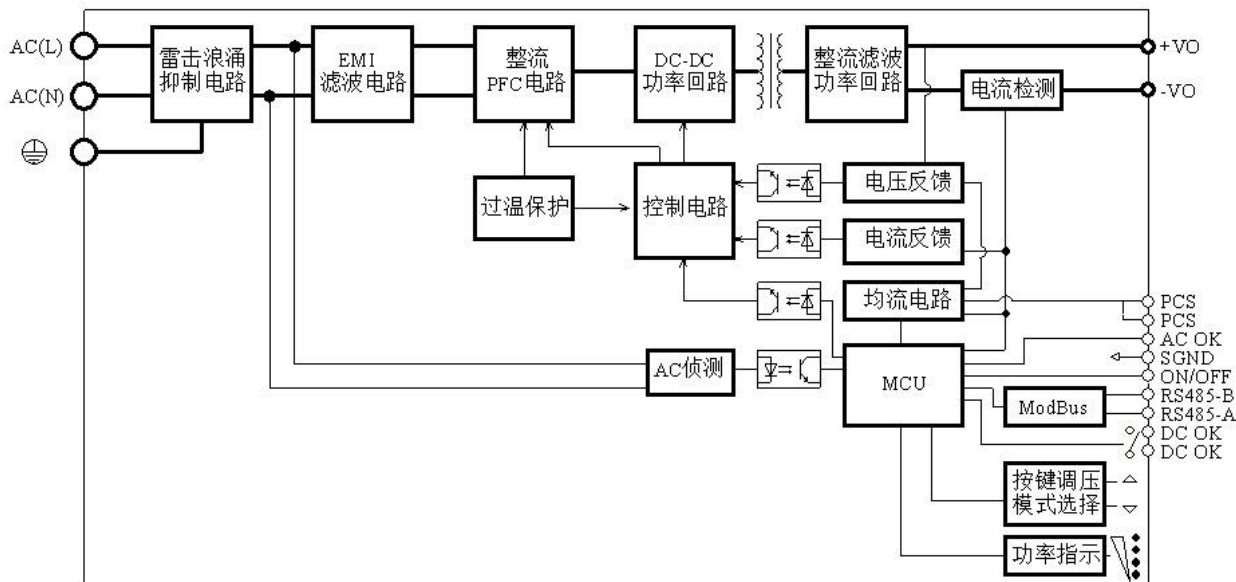 AC(L)
AC(N)
雷击浪涌
抑制电路
EMI
滤波电路
整流
PFC电路
DC-DC
功率回路
整流滤波
功率回路
电流检测
+VO
-VO
过温保护
控制电路
电压反馈
电流反馈
均流电路
AC侦测
MCU
ModBus
PCS
PCS
AC OK
SGND
ON/OFF
RS485-B
RS485-A
DC OK
DC OK
按键调压
模式选择
功率指示